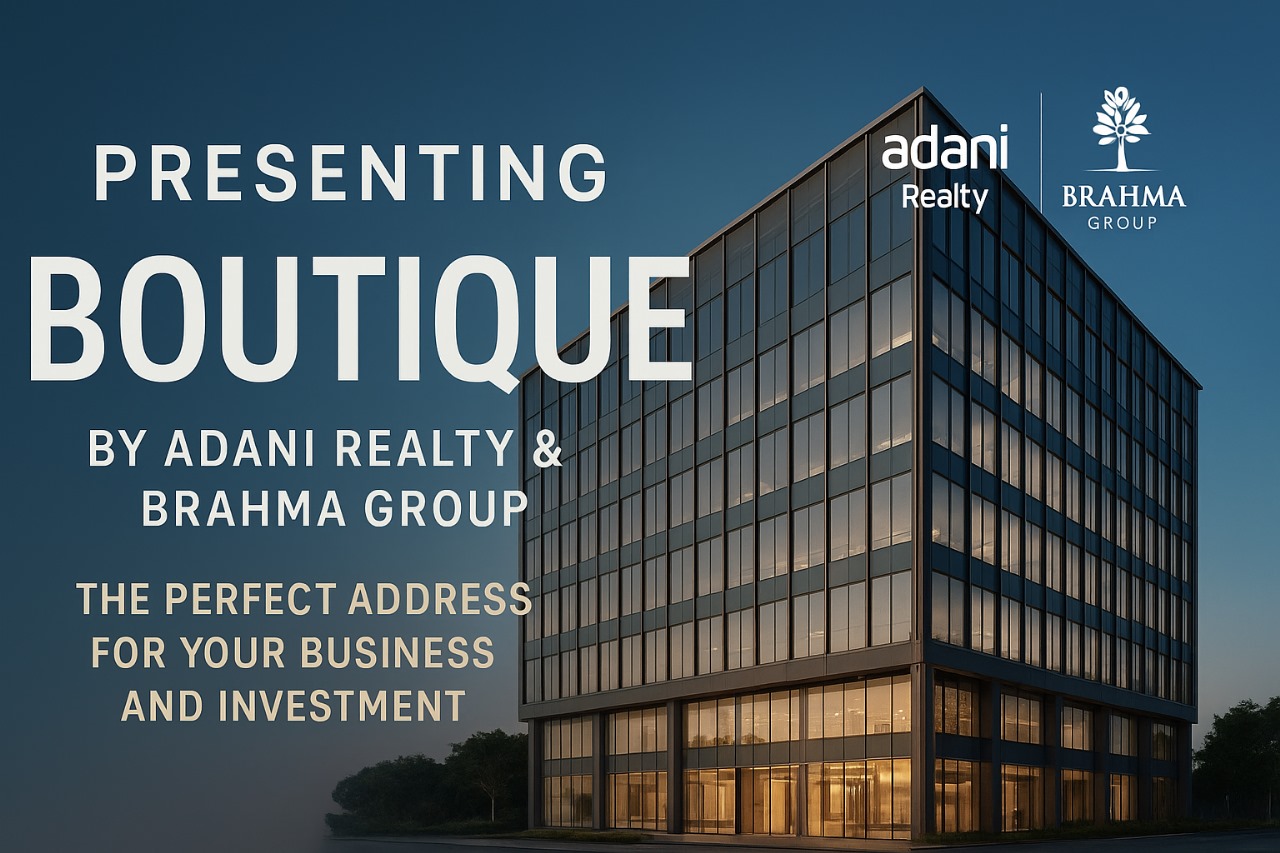 PRESENTING
BOUTIQUE
BY ADANI REALTY &
BRAHMA GROUP
THE PERFECT ADDRESS
FOR YOUR BUSINESS
AND INVESTMENT
adani
Realty
BRAHMA
GROUP